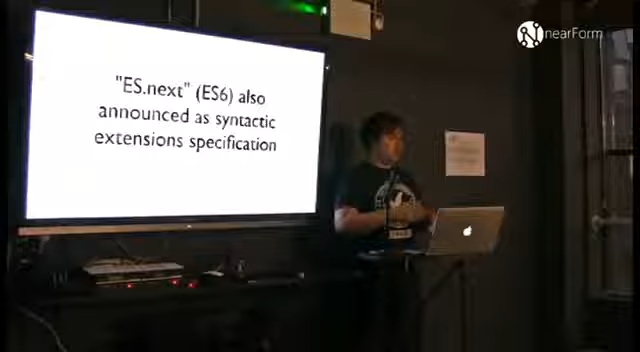 "ES.next" (ES6) also
announced as syntactic
extensions specification
nearForm